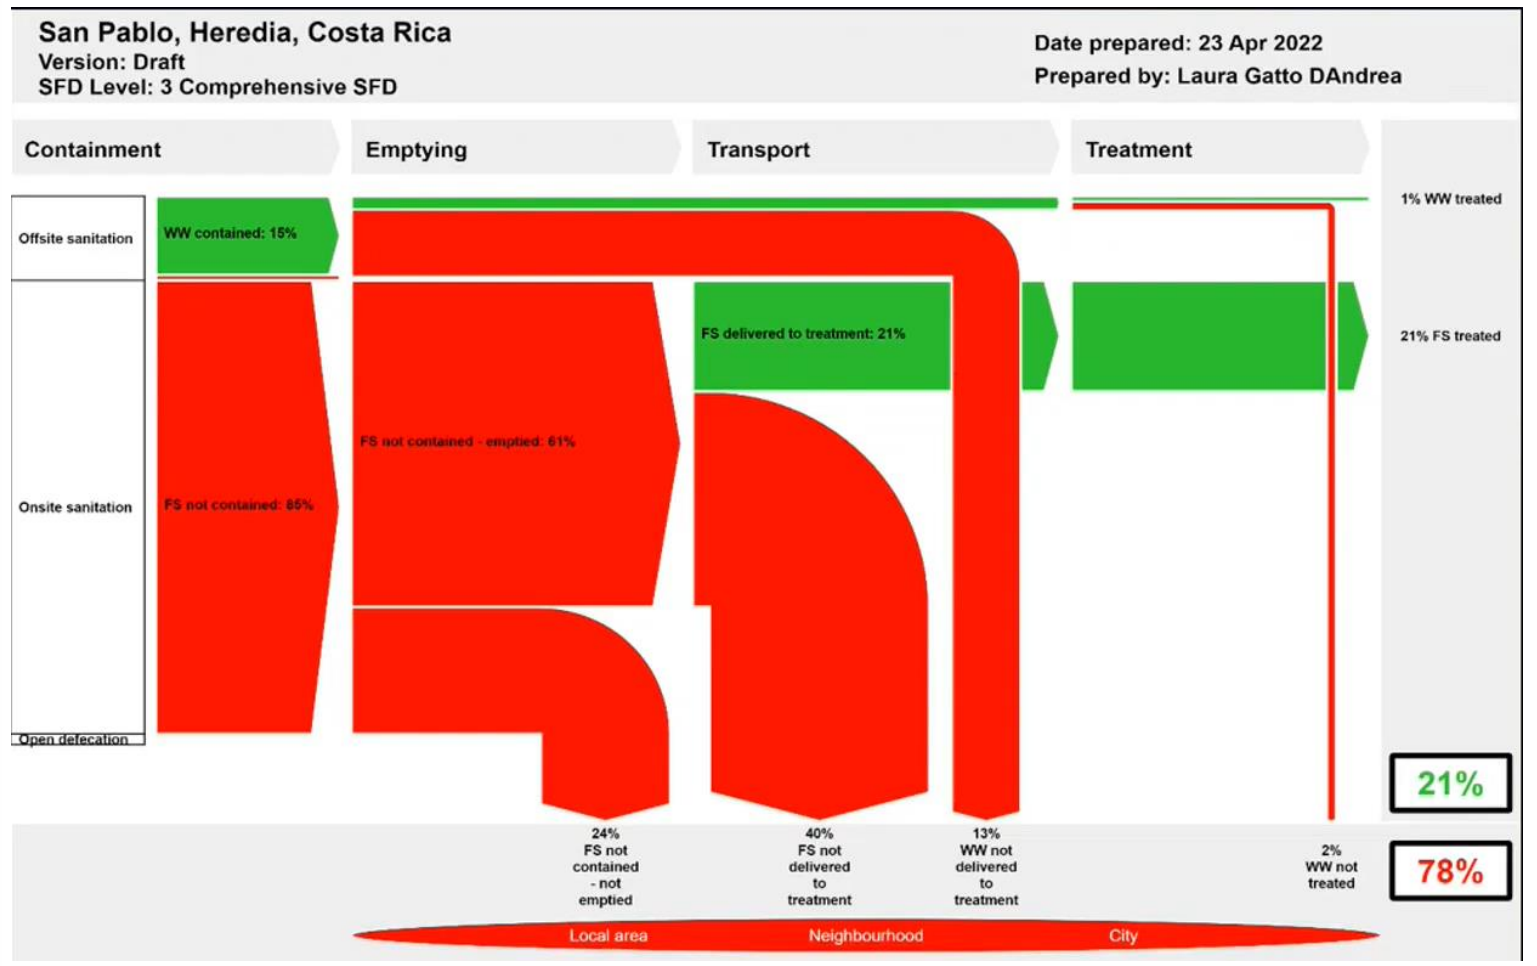 San Pablo, Heredia, Costa Rica
Version: Draft
SFD Level: 3 Comprehensive SFD
Date prepared: 23 Apr 2022
Prepared by: Laura Gatto DAndrea
Containment
Emptying
Transport
Treatment
Offsite sanitation
WW contained: 15%
1% WW treated
FS delivered to treatment: 21%
21% FS treated
FS not contained - emptied: 61%
Onsite sanitation
FS not contained: 85%
Open defecation
21%
24%
FS not
contained
- not
emptied
40%
FS not
delivered
to
treatment
13%
WW not
delivered
to
treatment
2%
WW not
treated
78%
Local area
Neighbourhood
City